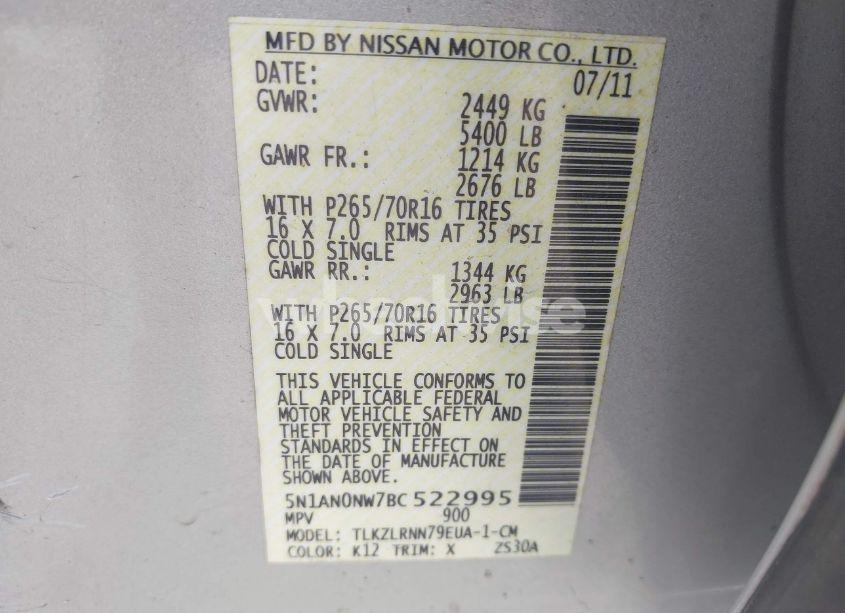 MFD BY NISSAN MOTOR CO., LTD.
DATE: 07/11
GVWR: 2449 KG
5400 LB
GAWR FR.: 1214 KG
2676 LB
WITH P265/70R16 TIRES
16 X 7.0 RIMS AT 35 PSI
COLD SINGLE
GAWR RR.: 1344 KG
2963 LB
WITH P265/70R16 TIRES
16 X 7.0 RIMS AT 35 PSI
COLD SINGLE
THIS VEHICLE CONFORMS TO
ALL APPLICABLE FEDERAL
MOTOR VEHICLE SAFETY AND
THEFT PREVENTION
STANDARDS IN EFFECT ON
THE DATE OF MANUFACTURE
SHOWN ABOVE.
5N1AN0NW7BC 522995
MPV 900
MODEL: TLKZLRNN79EUA-1-CM
COLOR: K12 TRIM: X ZS30A